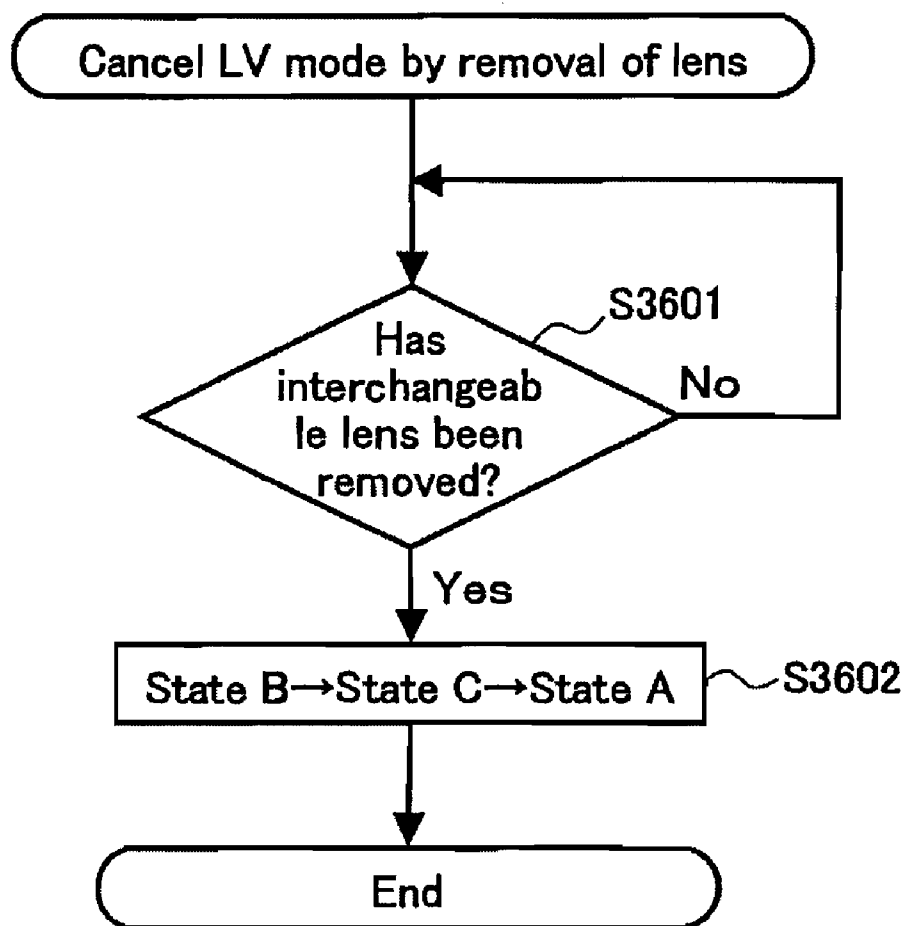 Cancel LV mode by removal of lens
S3601
Has
interchangeab
le lens been
removed?
No
Yes
State B→State C→State A
S3602
End